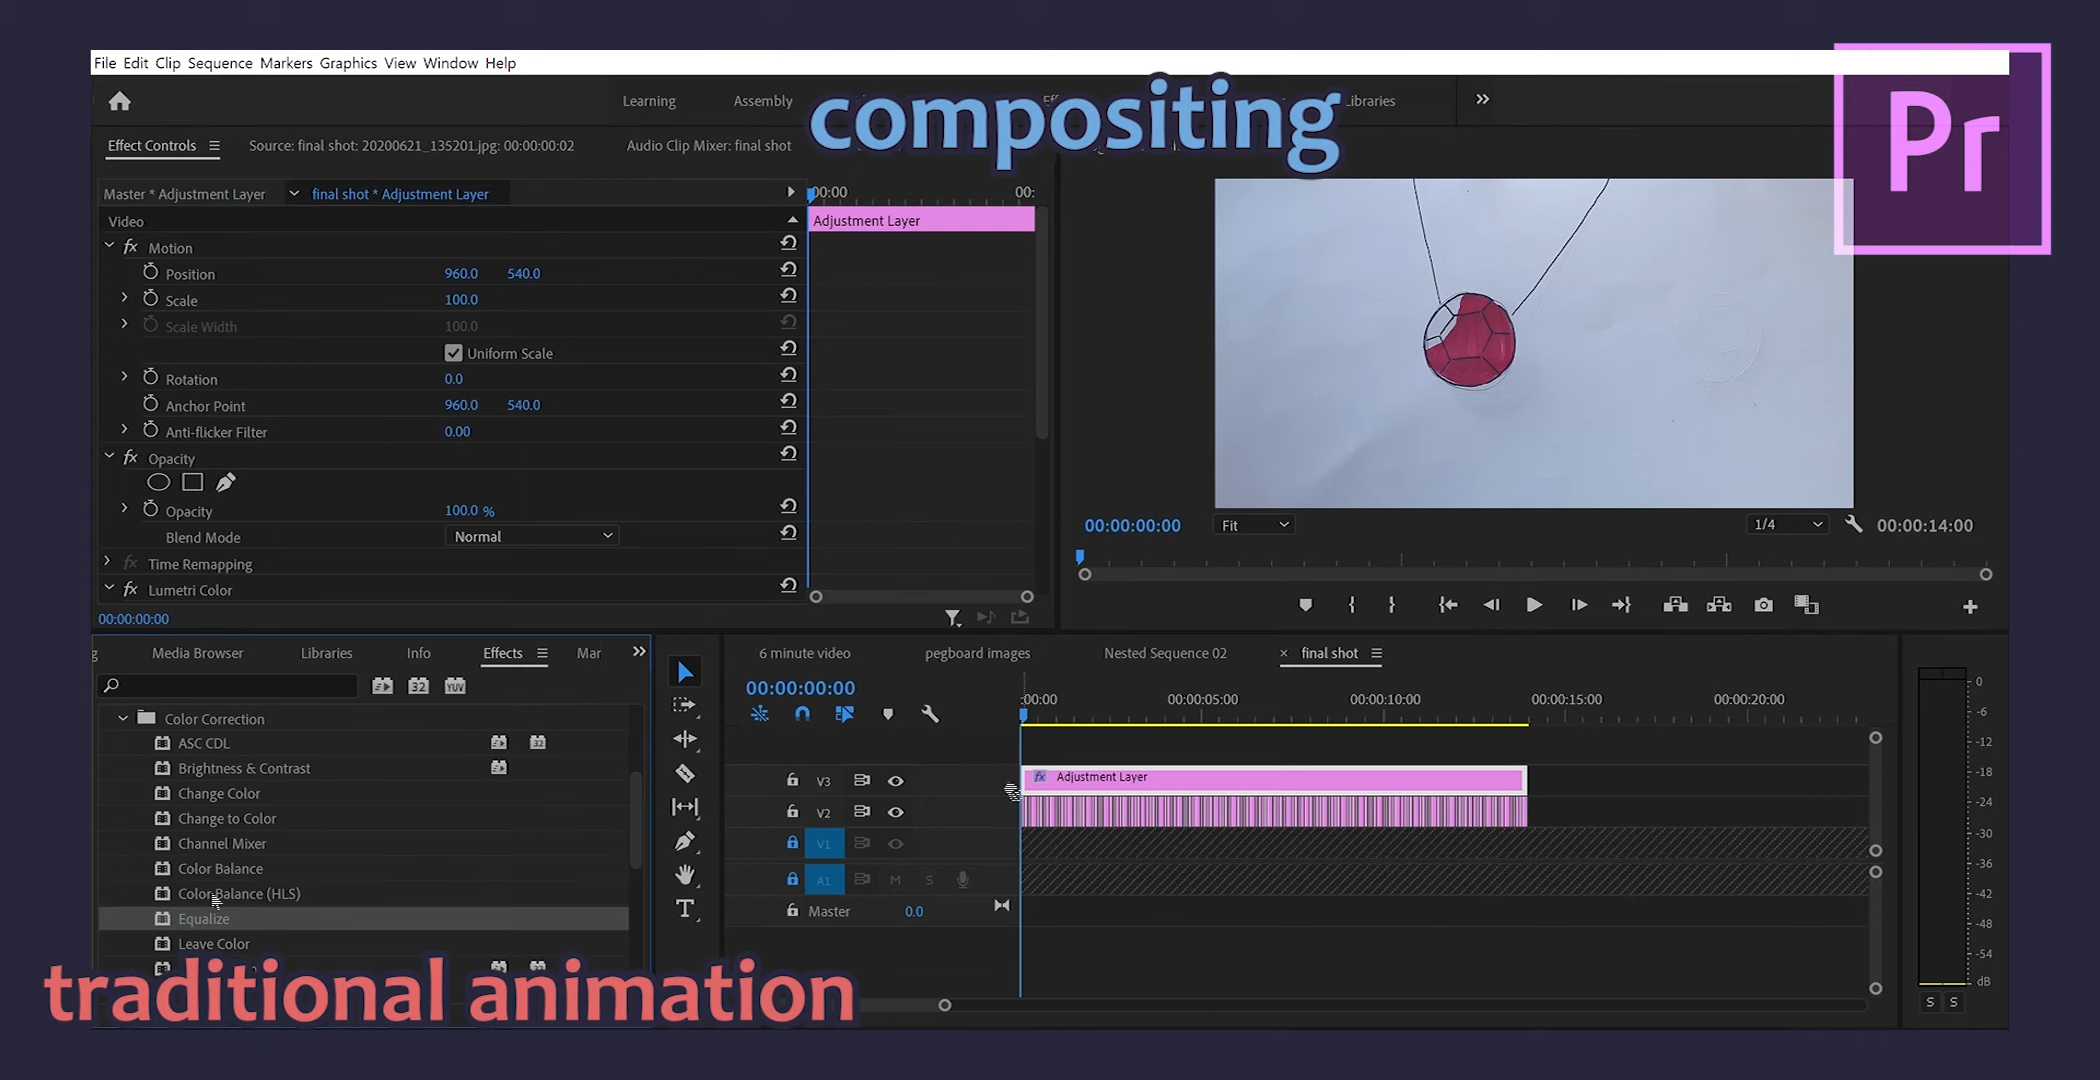 File Edit Clip Sequence Markers Graphics View Window Help
Pr
Learning
Assembly
compositing
Libraries
Effect Controls
Source: final shot: 20200621_135201.jpg: 00:00:00:02
Audio Clip Mixer: final shot
Master * Adjustment Layer
final shot * Adjustment Layer
:00:00
00:
Video
Adjustment Layer
fx Motion
Position 960.0 540.0
Scale 100.0
Scale Width 100.0
Uniform Scale
Rotation 0.0
Anchor Point 960.0 540.0
Anti-flicker Filter 0.00
fx Opacity
Opacity 100.0 %
Blend Mode Normal
fx Time Remapping
fx Lumetri Color
00:00:00:00
00:00:00:00
Fit
1/4
00:00:14:00
Media Browser
Libraries
Info
Effects
Mar
32
YUV
Color Correction
ASC CDL
32
Brightness & Contrast
Change Color
Change to Color
Channel Mixer
Color Balance
Color Balance (HLS)
Equalize
Leave Color
traditional animation
T
6 minute video
pegboard images
Nested Sequence 02
× final shot
00:00:00:00
:00:00
00:00:05:00
00:00:10:00
00:00:15:00
00:00:20:00
V3
fx Adjustment Layer
V2
V1
A1 M S
Master 0.0
0
-6
-12
-18
-24
-30
-36
-42
-48
-54
dB
S S